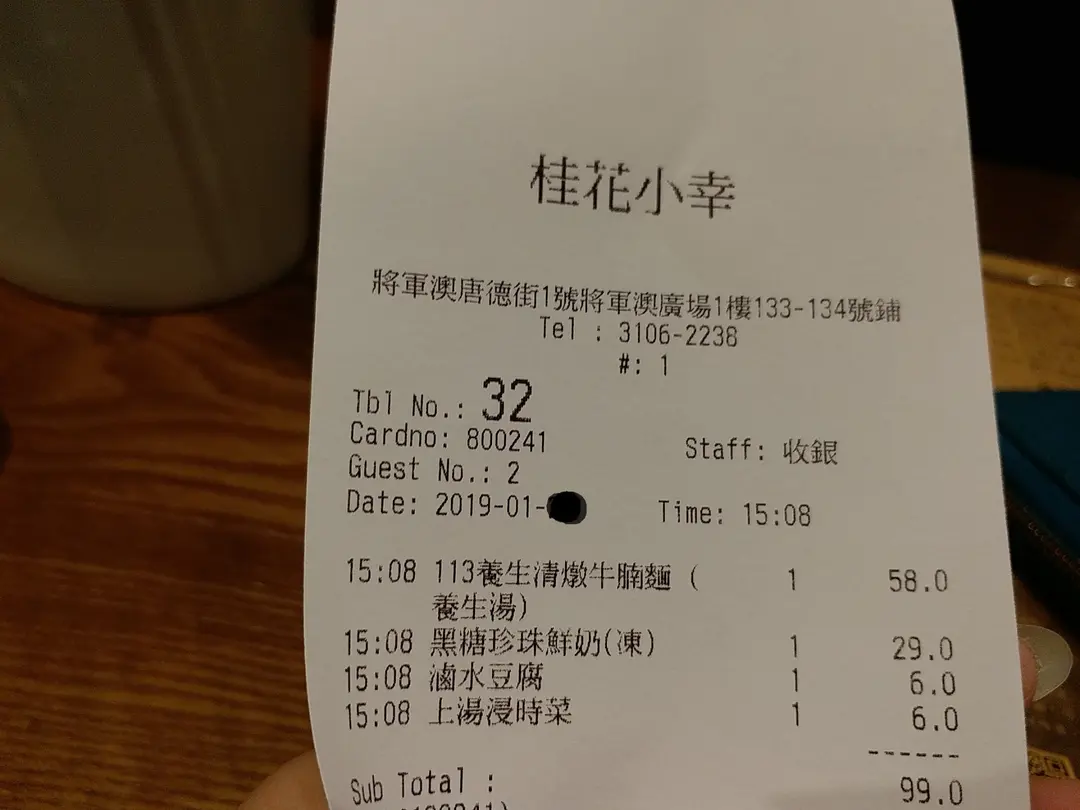 桂花小幸
將軍澳唐德街1號將軍澳廣場1樓133-134號鋪
Tel : 3106-2238
#: 1
Tbl No.: 32
Cardno: 800241 Staff: 收銀
Guest No.: 2
Date: 2019-01- Time: 15:08
15:08 113養生清燉牛腩麵 ( 1 58.0
養生湯)
15:08 黑糖珍珠鮮奶(凍) 1 29.0
15:08 滷水豆腐 1 6.0
15:08 上湯浸時菜 1 6.0
------
Sub Total : 99.0